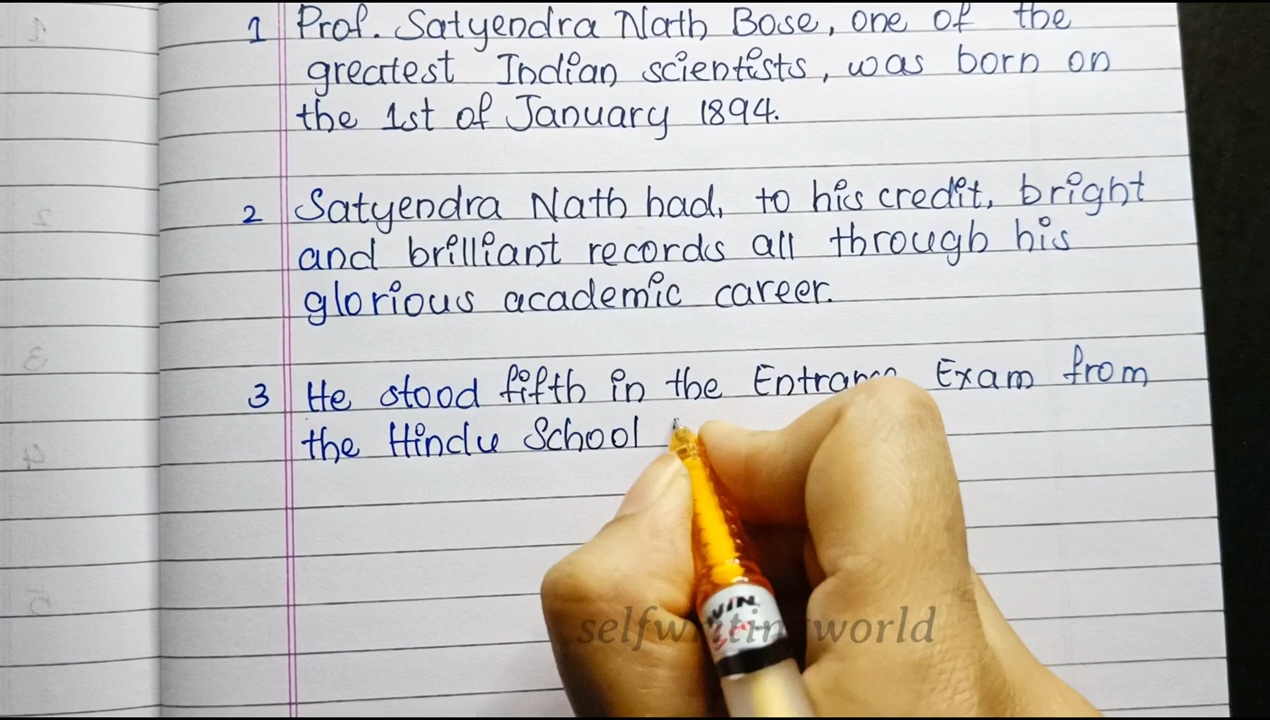 1 Prof. Satyendra Nath Bose, one of the
greatest Indian scientists, was born on
the 1st of January 1894.
2 Satyendra Nath had, to his credit, bright
and brilliant records all through his
glorious academic career.
3 He stood fifth in the Entrance Exam from
the Hindu School
WIN
selfwritingworld